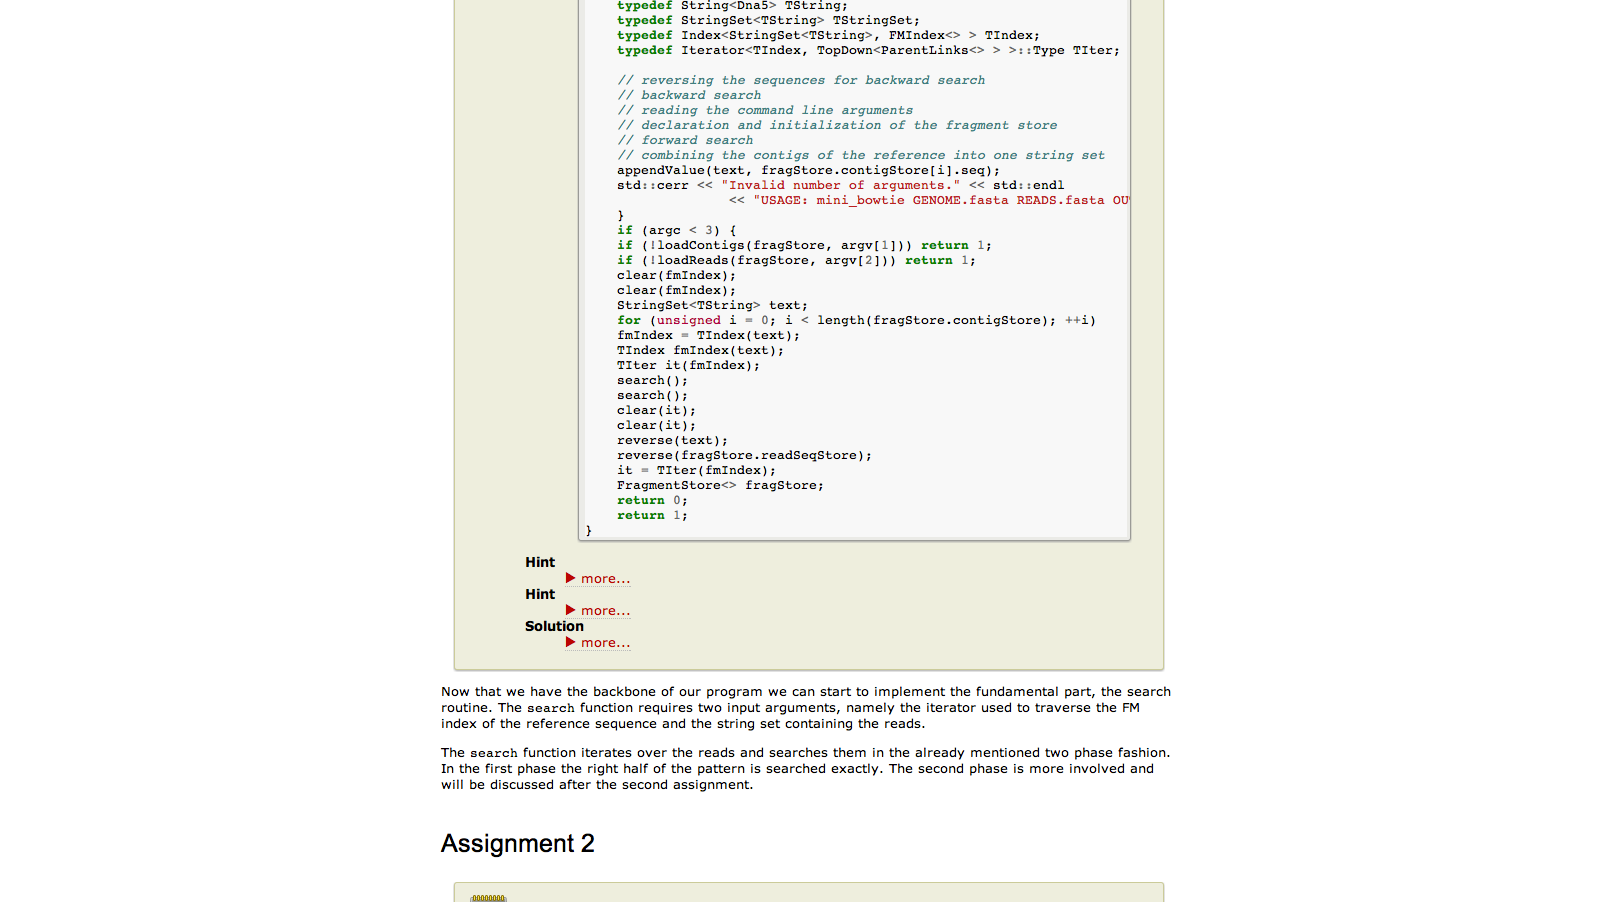 typedef String<Dna5> TString;
typedef StringSet<TString> TStringSet;
typedef Index<StringSet<TString>, FMIndex<> > TIndex;
typedef Iterator<TIndex, TopDown<ParentLinks<> > >::Type TIter;
// reversing the sequences for backward search
// backward search
// reading the command line arguments
// declaration and initialization of the fragment store
// forward search
// combining the contigs of the reference into one string set
appendValue(text, fragStore.contigStore[i].seq);
std::cerr << "Invalid number of arguments." << std::endl
<< "USAGE: mini_bowtie GENOME.fasta READS.fasta OU
}
if (argc < 3) {
if (!loadContigs(fragStore, argv[1])) return 1;
if (!loadReads(fragStore, argv[2])) return 1;
clear(fmIndex);
clear(fmIndex);
StringSet<TString> text;
for (unsigned i = 0; i < length(fragStore.contigStore); ++i)
fmIndex = TIndex(text);
TIndex fmIndex(text);
TIter it(fmIndex);
search();
search();
clear(it);
clear(it);
reverse(text);
reverse(fragStore.readSeqStore);
it = TIter(fmIndex);
FragmentStore<> fragStore;
return 0;
return 1;
}
Hint
more...
Hint
more...
Solution
more...
Now that we have the backbone of our program we can start to implement the fundamental part, the search
routine. The search function requires two input arguments, namely the iterator used to traverse the FM
index of the reference sequence and the string set containing the reads.
The search function iterates over the reads and searches them in the already mentioned two phase fashion.
In the first phase the right half of the pattern is searched exactly. The second phase is more involved and
will be discussed after the second assignment.
Assignment 2